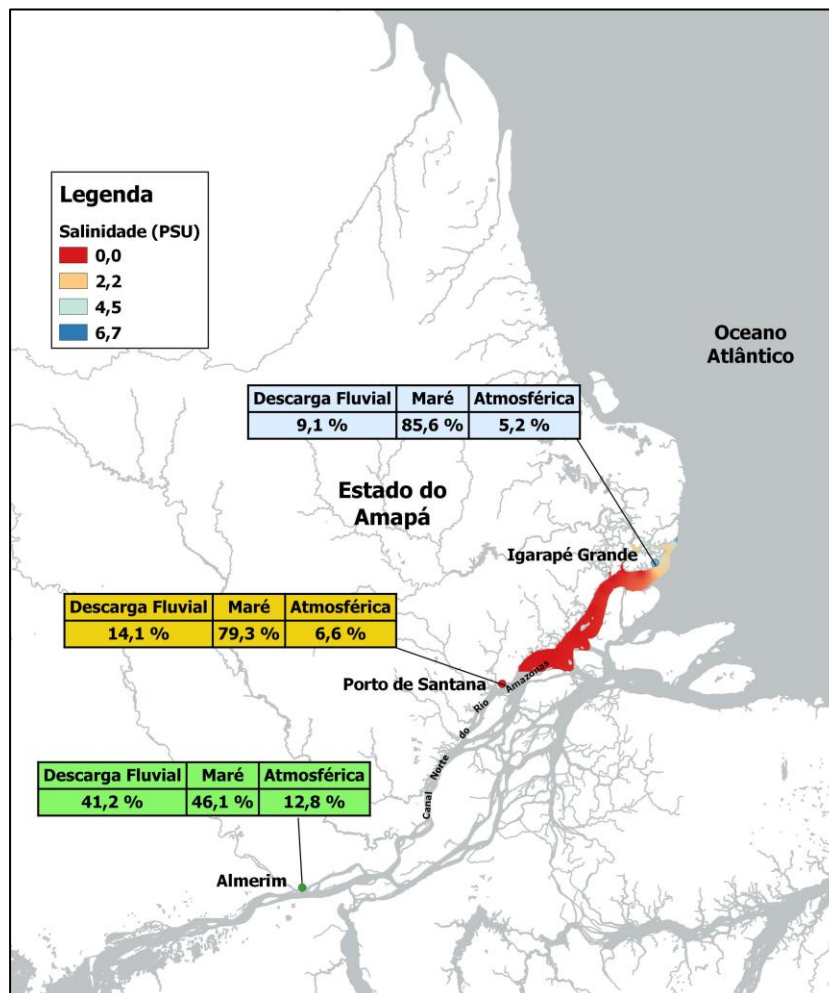 Legenda
Salinidade (PSU)
0,0
2,2
4,5
6,7
Oceano
Atlântico
Descarga Fluvial Maré Atmosférica
9,1 % 85,6 % 5,2 %
Estado do
Amapá
Igarapé Grande
Descarga Fluvial Maré Atmosférica
14,1 % 79,3 % 6,6 %
Porto de Santana
Canal Norte do Rio Amazonas
Descarga Fluvial Maré Atmosférica
41,2 % 46,1 % 12,8 %
Almerim